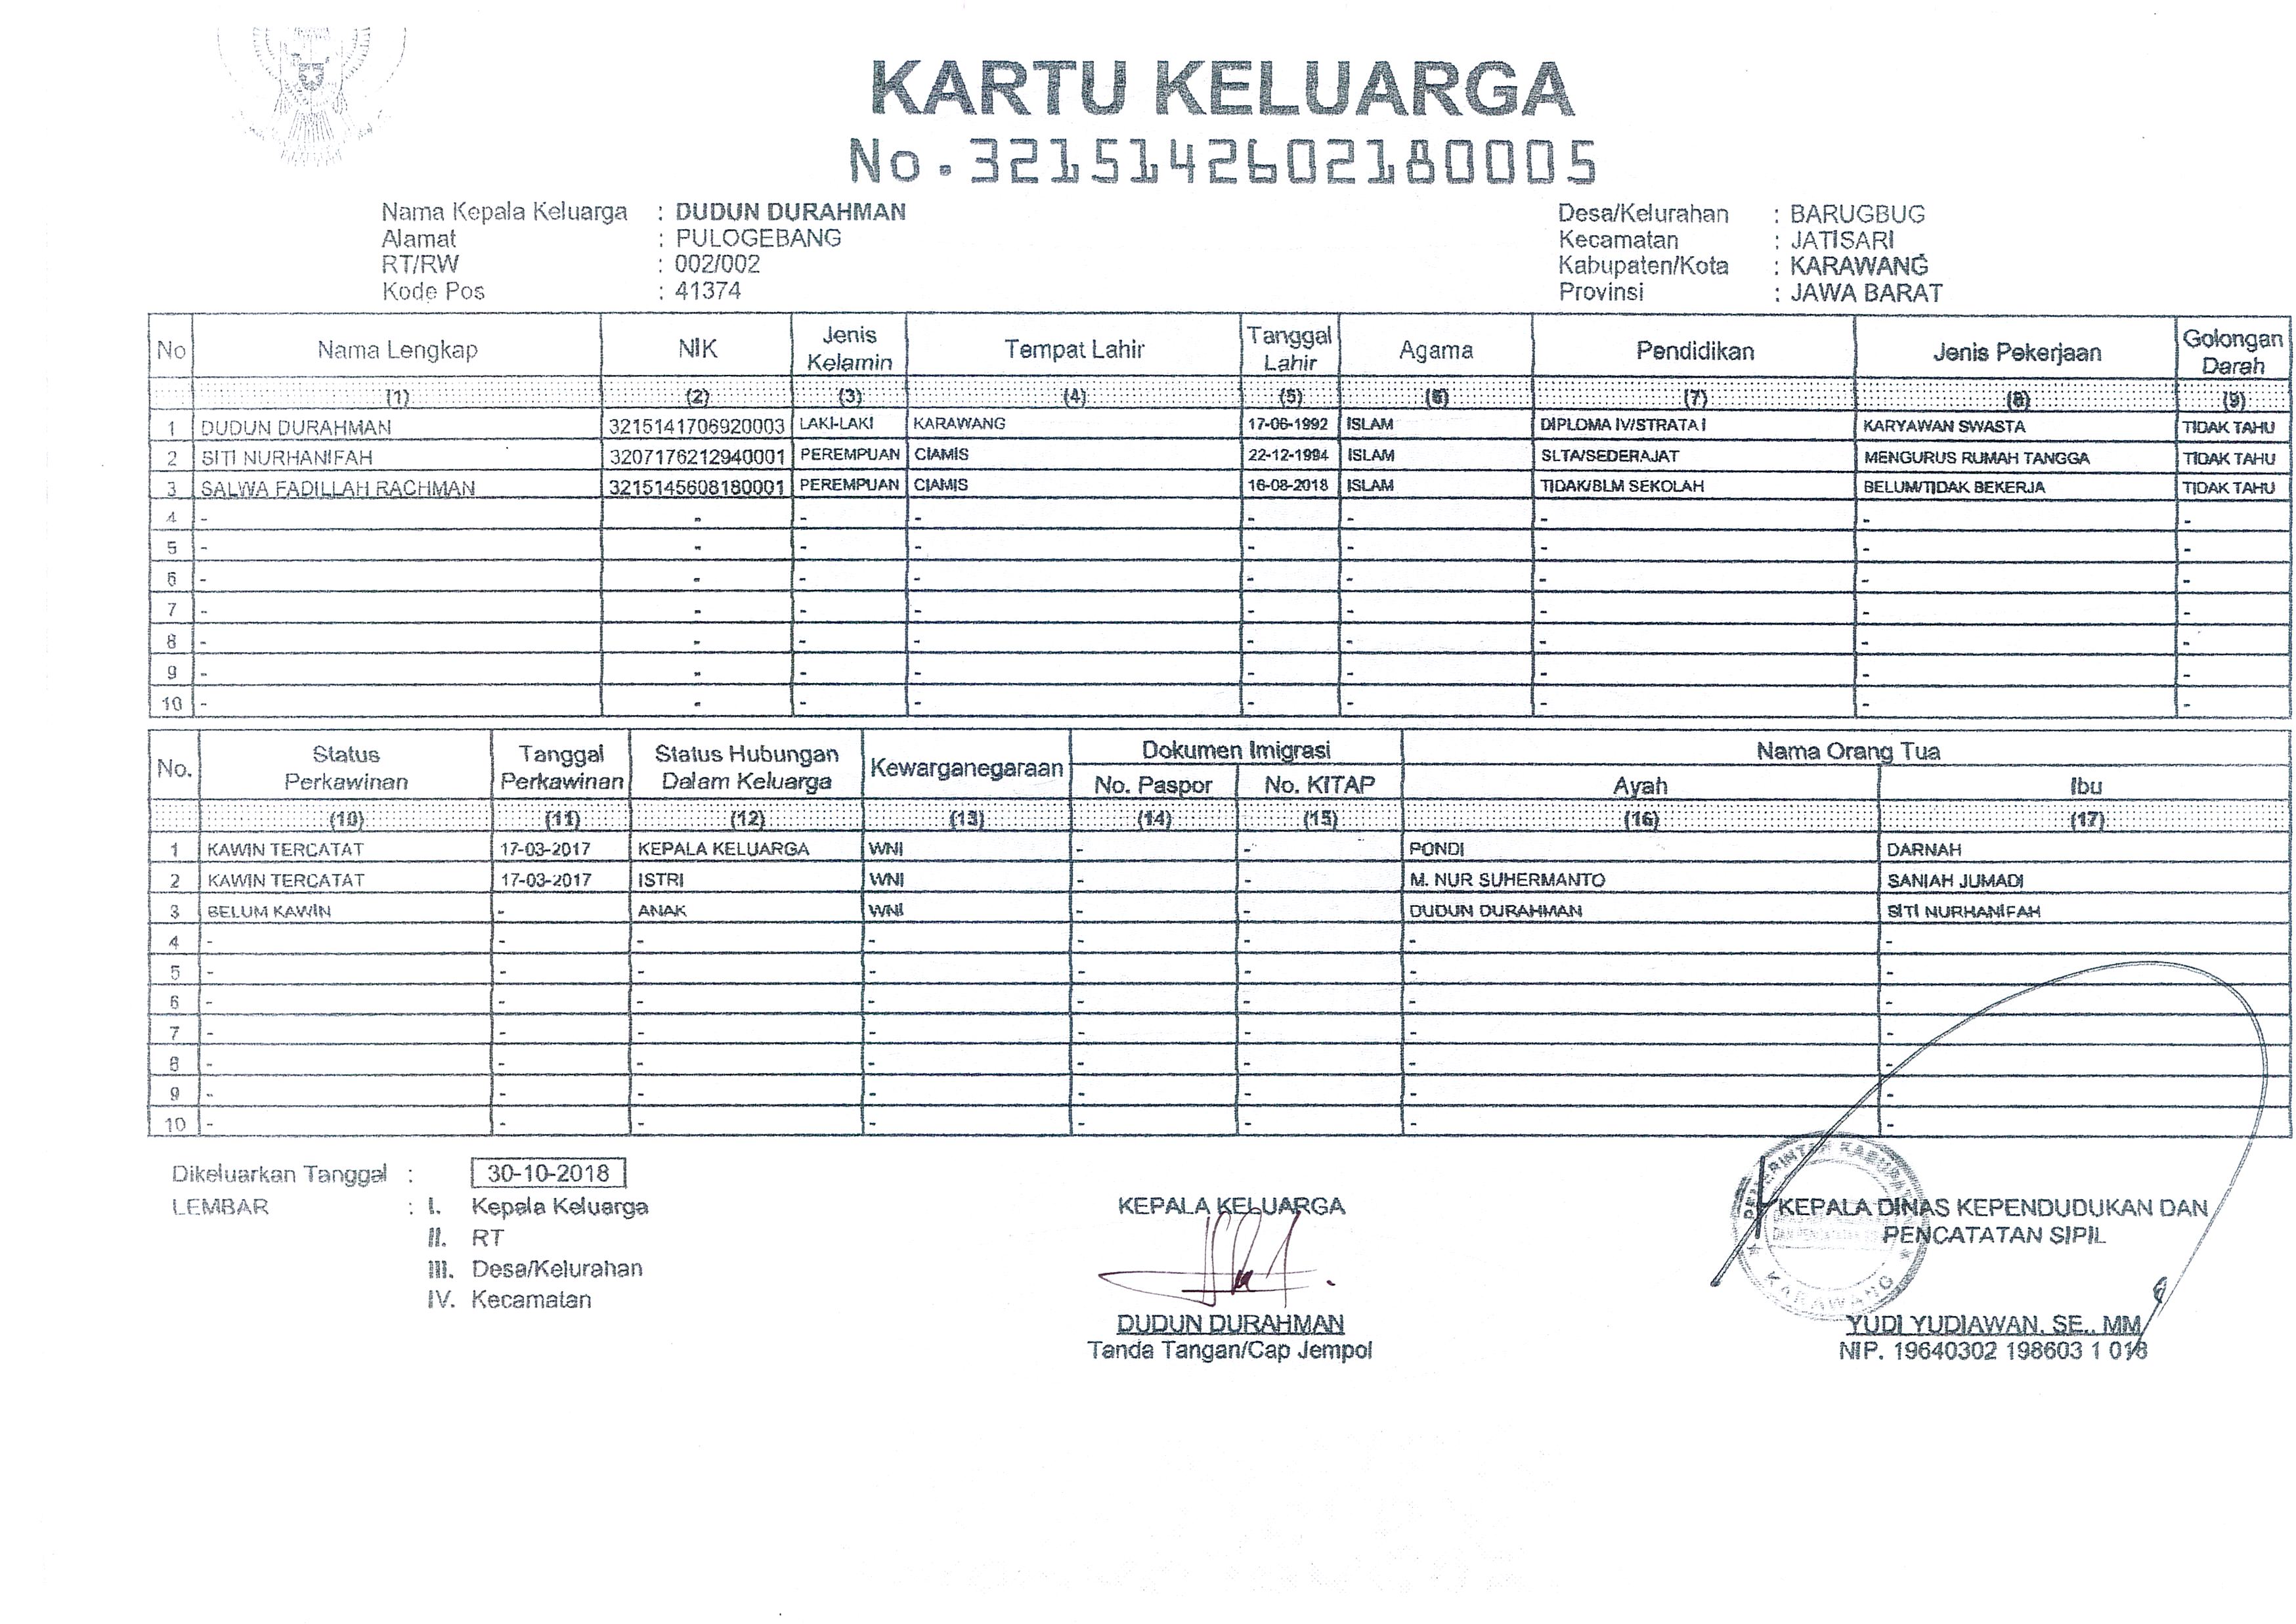 KARTU KELUARGA
No. 3215142602180005
Nama Kepala Keluarga : DUDUN DURAHMAN
Alamat : PULOGEBANG
RT/RW : 002/002
Kode Pos : 41374
Desa/Kelurahan : BARUGBUG
Kecamatan : JATISARI
Kabupaten/Kota : KARAWANG
Provinsi : JAWA BARAT
No Nama Lengkap NIK Jenis Kelamin Tempat Lahir Tanggal Lahir Agama Pendidikan Jenis Pekerjaan Golongan Darah
(1) (2) (3) (4) (5) (6) (7) (8) (9)
1 DUDUN DURAHMAN 3215141706920003 LAKI-LAKI KARAWANG 17-06-1992 ISLAM DIPLOMA IV/STRATA I KARYAWAN SWASTA TIDAK TAHU
2 SITI NURHANIFAH 3207176212940001 PEREMPUAN CIAMIS 22-12-1994 ISLAM SLTA/SEDERAJAT MENGURUS RUMAH TANGGA TIDAK TAHU
3 SALWA FADILLAH RACHMAN 3215145608180001 PEREMPUAN CIAMIS 16-08-2018 ISLAM TIDAK/BLM SEKOLAH BELUM/TIDAK BEKERJA TIDAK TAHU
4 - - - - - - - - -
5 - - - - - - - - -
6 - - - - - - - - -
7 - - - - - - - - -
8 - - - - - - - - -
9 - - - - - - - - -
10 - - - - - - - - -
No. Status Perkawinan Tanggal Perkawinan Status Hubungan Dalam Keluarga Kewarganegaraan Dokumen Imigrasi Nama Orang Tua
No. Paspor No. KITAP Ayah Ibu
(10) (11) (12) (13) (14) (15) (16) (17)
1 KAWIN TERCATAT 17-03-2017 KEPALA KELUARGA WNI - - PONDI DARNAH
2 KAWIN TERCATAT 17-03-2017 ISTRI WNI - - M. NUR SUHERMANTO SANIAH JUMADI
3 BELUM KAWIN - ANAK WNI - - DUDUN DURAHMAN SITI NURHANIFAH
4 - - - - - - - -
5 - - - - - - - -
6 - - - - - - - -
7 - - - - - - - -
8 - - - - - - - -
9 - - - - - - - -
10 - - - - - - - -
Dikeluarkan Tanggal : 30-10-2018
LEMBAR : I. Kepala Keluarga
II. RT
III. Desa/Kelurahan
IV. Kecamatan
KEPALA KELUARGA
DUDUN DURAHMAN
Tanda Tangan/Cap Jempol
KEPALA DINAS KEPENDUDUKAN DAN
PENCATATAN SIPIL
KARAWANG
YUDI YUDIAWAN, SE., MM
NIP. 19640302 198603 1 018